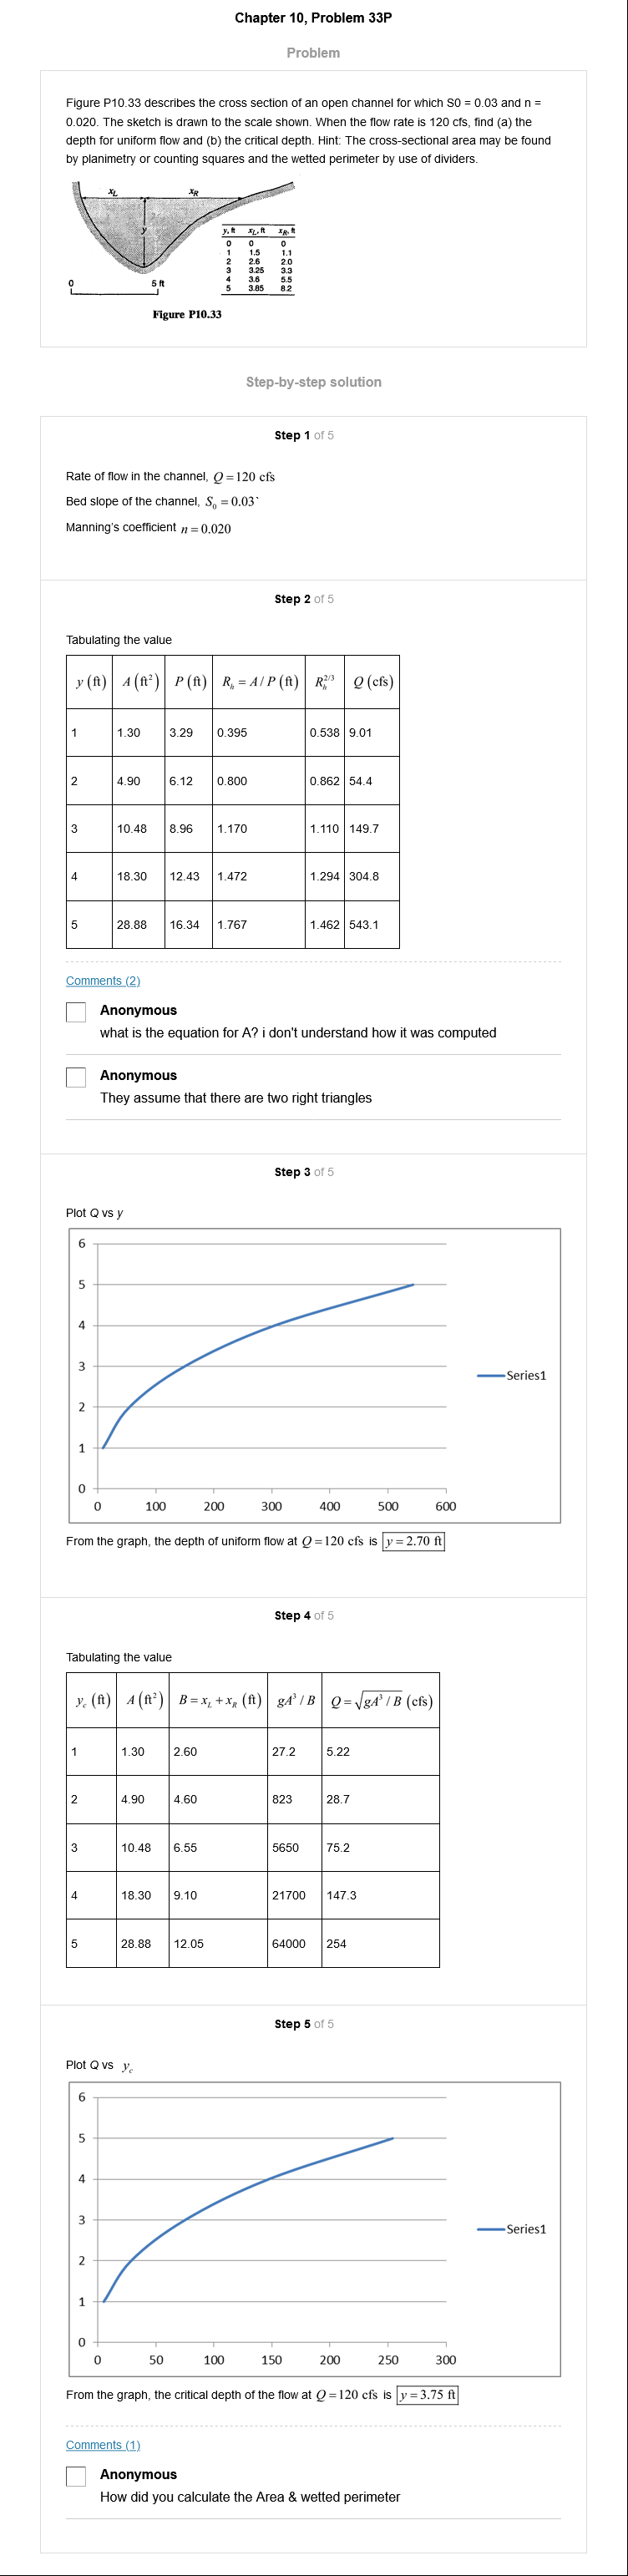 Chapter 10, Problem 33P
Problem
Figure P10.33 describes the cross section of an open channel for which S0 = 0.03 and n =
0.020. The sketch is drawn to the scale shown. When the flow rate is 120 cfs, find (a) the
depth for uniform flow and (b) the critical depth. Hint: The cross-sectional area may be found
by planimetry or counting squares and the wetted perimeter by use of dividers.
xL xR
y
y, ft xL, ft xR, ft
0 0 0
1 1.5 1.1
2 2.6 2.0
3 3.25 3.3
4 3.6 5.5
5 3.85 8.2
0 5 ft
Figure P10.33
Step-by-step solution
Step 1 of 5
Rate of flow in the channel, Q = 120 cfs
Bed slope of the channel, S₀ = 0.03`
Manning's coefficient n = 0.020
Step 2 of 5
Tabulating the value
y (ft) A (ft²) P (ft) Rₕ = A / P (ft) Rₕ^2/3 Q (cfs)
1 1.30 3.29 0.395 0.538 9.01
2 4.90 6.12 0.800 0.862 54.4
3 10.48 8.96 1.170 1.110 149.7
4 18.30 12.43 1.472 1.294 304.8
5 28.88 16.34 1.767 1.462 543.1
Comments (2)
Anonymous
what is the equation for A? i don't understand how it was computed
Anonymous
They assume that there are two right triangles
Step 3 of 5
Plot Q vs y
6
5
4
3
2
1
0
0 100 200 300 400 500 600
Series1
From the graph, the depth of uniform flow at Q = 120 cfs is y = 2.70 ft
Step 4 of 5
Tabulating the value
y_c (ft) A (ft²) B = x_L + x_R (ft) gA³ / B Q = √gA³ / B (cfs)
1 1.30 2.60 27.2 5.22
2 4.90 4.60 823 28.7
3 10.48 6.55 5650 75.2
4 18.30 9.10 21700 147.3
5 28.88 12.05 64000 254
Step 5 of 5
Plot Q vs y_c
6
5
4
3
2
1
0
0 50 100 150 200 250 300
Series1
From the graph, the critical depth of the flow at Q = 120 cfs is y = 3.75 ft
Comments (1)
Anonymous
How did you calculate the Area & wetted perimeter